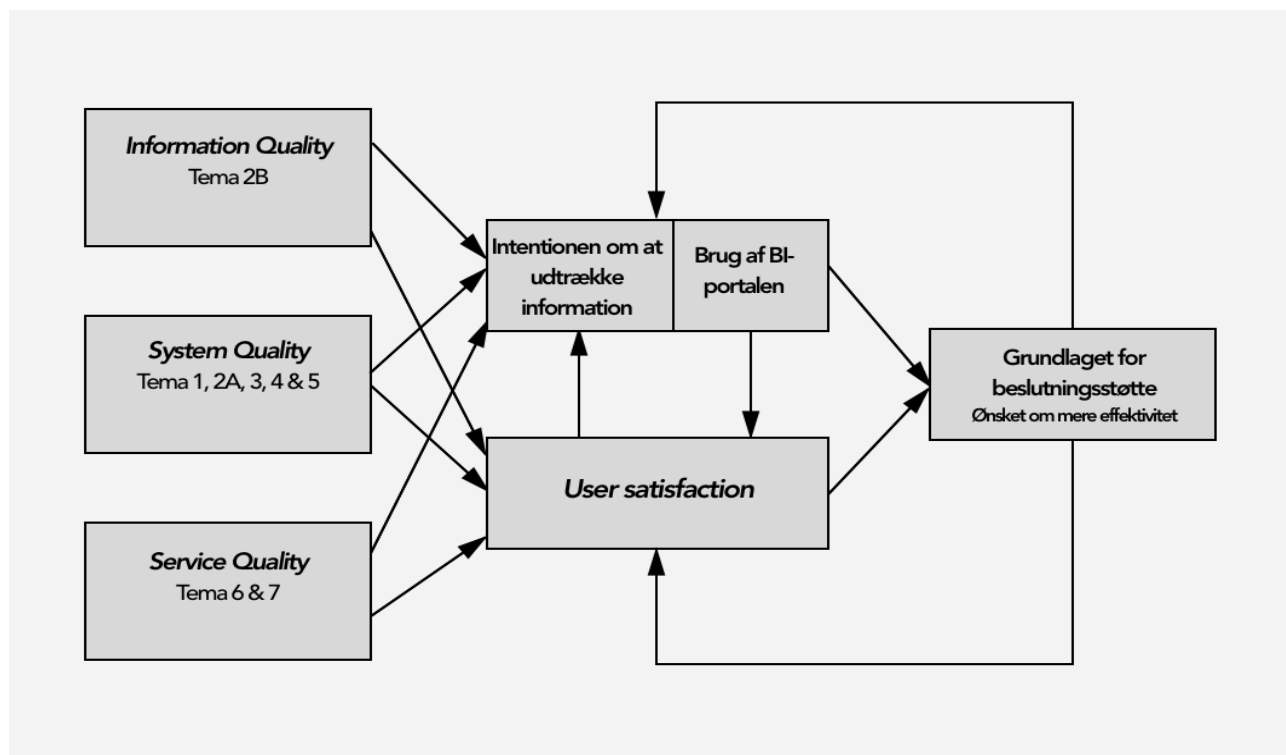 Information Quality
Tema 2B
System Quality
Tema 1, 2A, 3, 4 & 5
Service Quality
Tema 6 & 7
Intentionen om at
udtrække
information
Brug af BI-
portalen
User satisfaction
Grundlaget for
beslutningsstøtte
Ønsket om mere effektivitet